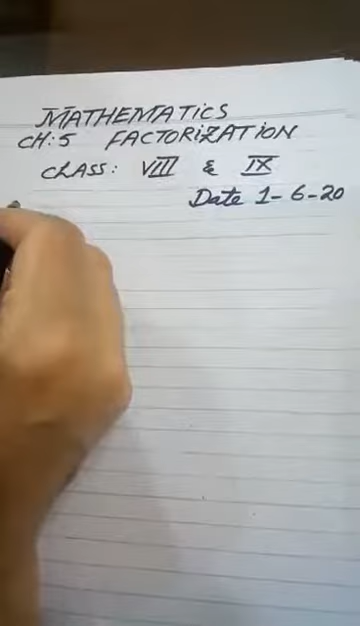 MATHEMATICS
CH:5 FACTORIZATION
CLASS: VIII & IX
Date 1-6-20